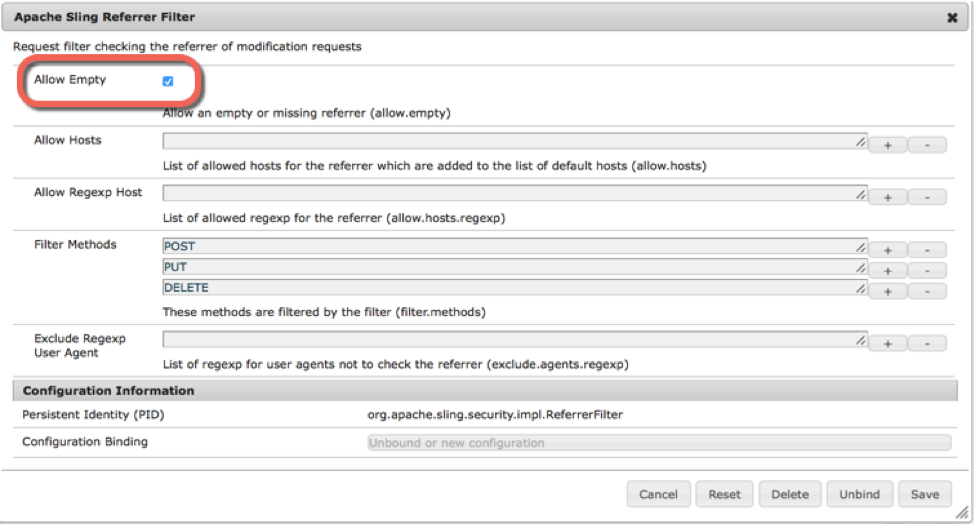 Apache Sling Referrer Filter
Request filter checking the referrer of modification requests
Allow Empty
Allow an empty or missing referrer (allow.empty)
Allow Hosts
+ -
List of allowed hosts for the referrer which are added to the list of default hosts (allow.hosts)
Allow Regexp Host
+ -
List of allowed regexp for the referrer (allow.hosts.regexp)
Filter Methods
POST + -
PUT + -
DELETE + -
These methods are filtered by the filter (filter.methods)
Exclude Regexp
User Agent
+ -
List of regexp for user agents not to check the referrer (exclude.agents.regexp)
Configuration Information
Persistent Identity (PID) org.apache.sling.security.impl.ReferrerFilter
Configuration Binding Unbound or new configuration
Cancel Reset Delete Unbind Save